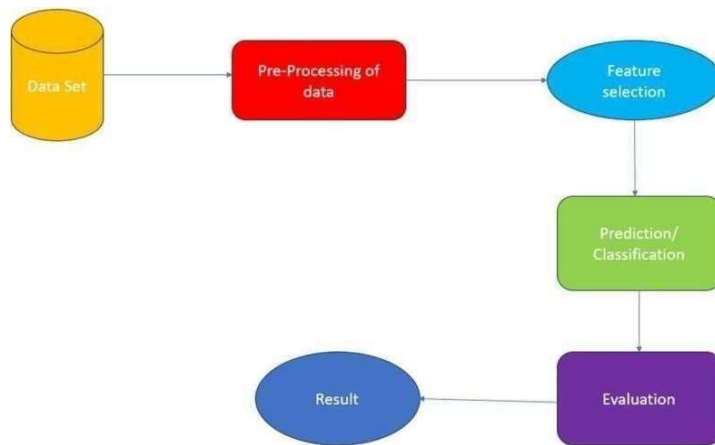 Data Set
Pre-Processing of
data
Feature
selection
Prediction/
Classification
Evaluation
Result